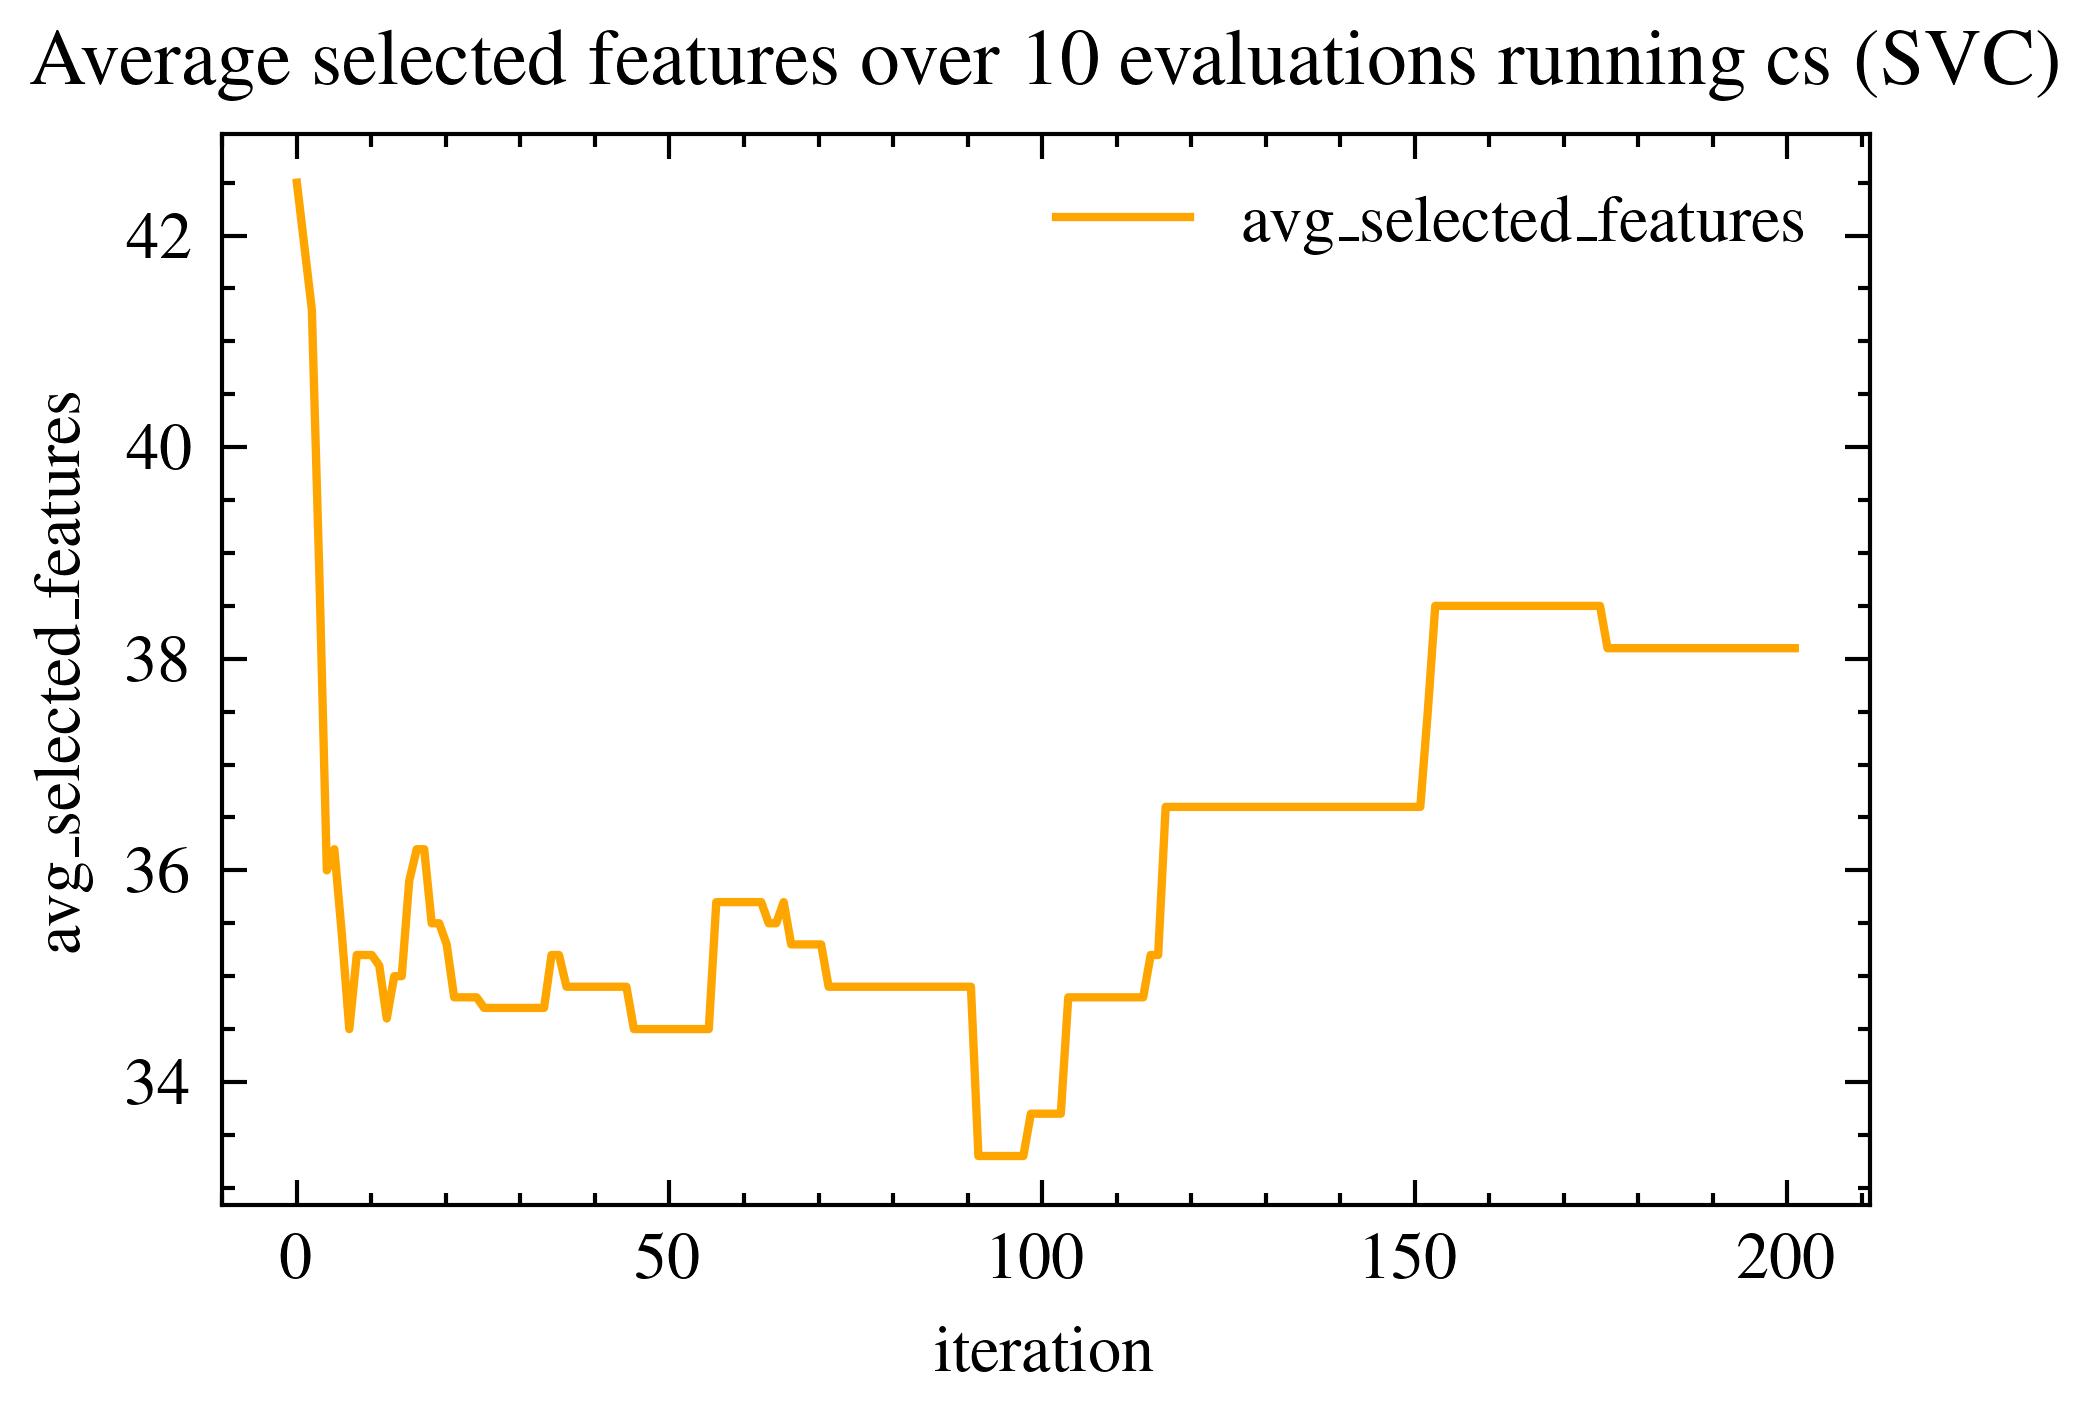 Average selected features over 10 evaluations running cs (SVC)
avg_selected_features
avg_selected_features
42
40
38
36
34
0 50 100 150 200
iteration